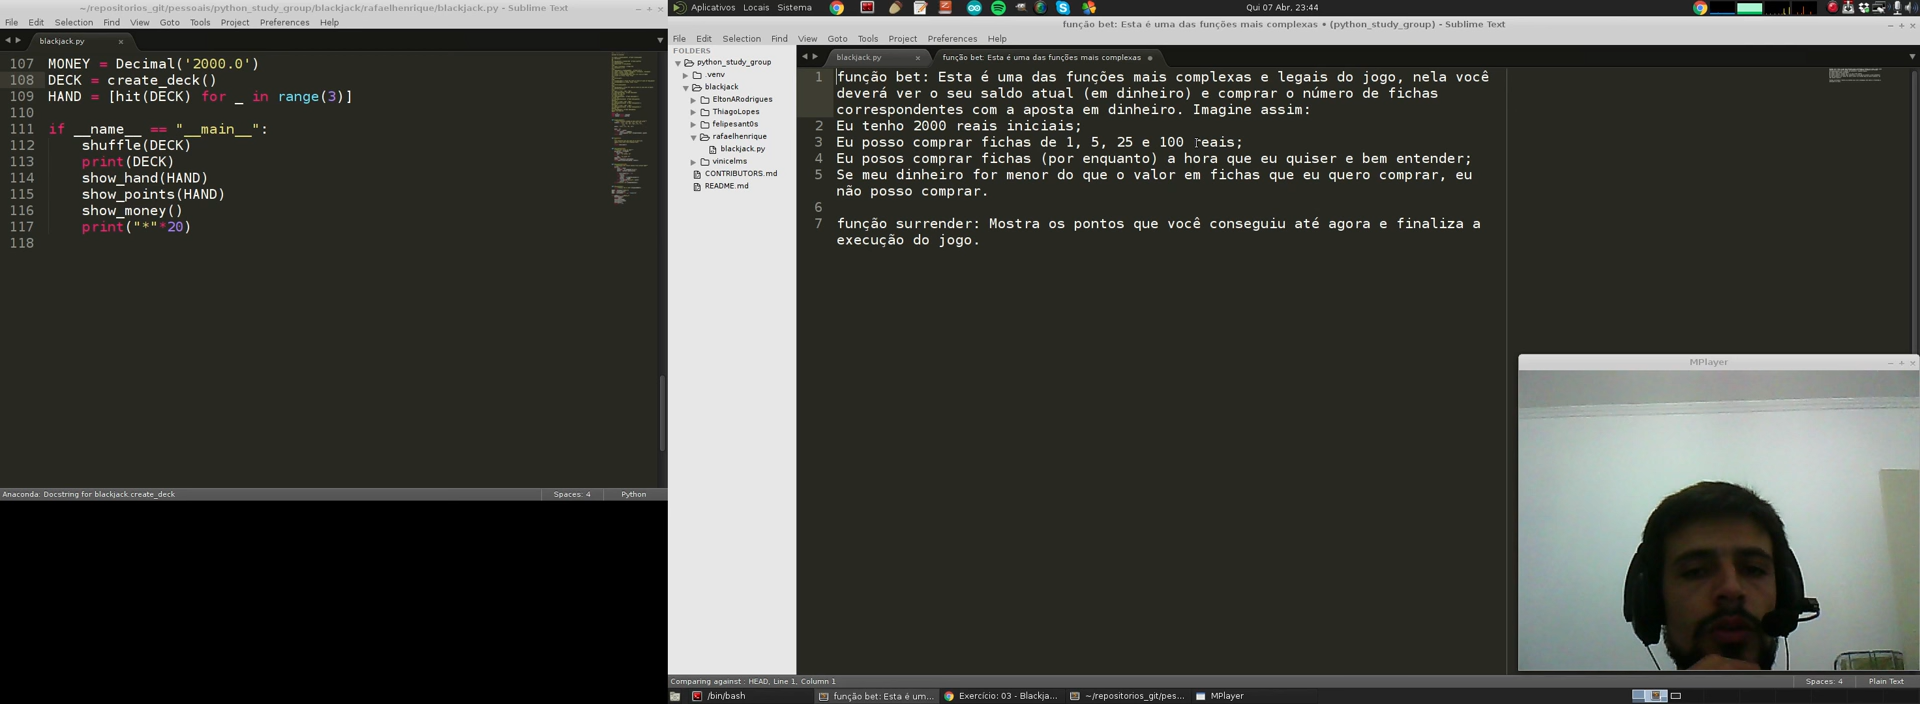 ~/repositorios_git/pessoais/python_study_group/blackjack/rafaelhenrique/blackjack.py - Sublime Text
File Edit Selection Find View Goto Tools Project Preferences Help
blackjack.py
107 MONEY = Decimal('2000.0')
108 DECK = create_deck()
109 HAND = [hit(DECK) for _ in range(3)]
110
111 if __name__ == "__main__":
112 shuffle(DECK)
113 print(DECK)
114 show_hand(HAND)
115 show_points(HAND)
116 show_money()
117 print("*"*20)
118
Anaconda: Docstring for blackjack.create_deck Spaces: 4 Python
Aplicativos Locais Sistema Qui 07 Abr, 23:44
função bet: Esta é uma das funções mais complexas • (python_study_group) - Sublime Text
File Edit Selection Find View Goto Tools Project Preferences Help
FOLDERS
python_study_group
.venv
blackjack
EltonARodrigues
ThiagoLopes
felipesant0s
rafaelhenrique
blackjack.py
vinicelms
CONTRIBUTORS.md
README.md
blackjack.py função bet: Esta é uma das funções mais complexas
1 função bet: Esta é uma das funções mais complexas e legais do jogo, nela você
deverá ver o seu saldo atual (em dinheiro) e comprar o número de fichas
correspondentes com a aposta em dinheiro. Imagine assim:
2 Eu tenho 2000 reais iniciais;
3 Eu posso comprar fichas de 1, 5, 25 e 100 reais;
4 Eu posos comprar fichas (por enquanto) a hora que eu quiser e bem entender;
5 Se meu dinheiro for menor do que o valor em fichas que eu quero comprar, eu
não posso comprar.
6
7 função surrender: Mostra os pontos que você conseguiu até agora e finaliza a
execução do jogo.
MPlayer
Comparing against : HEAD, Line 1, Column 1 Spaces: 4 Plain Text
/bin/bash função bet: Esta é um... Exercício: 03 - Blackja... ~/repositorios_git/pes... MPlayer